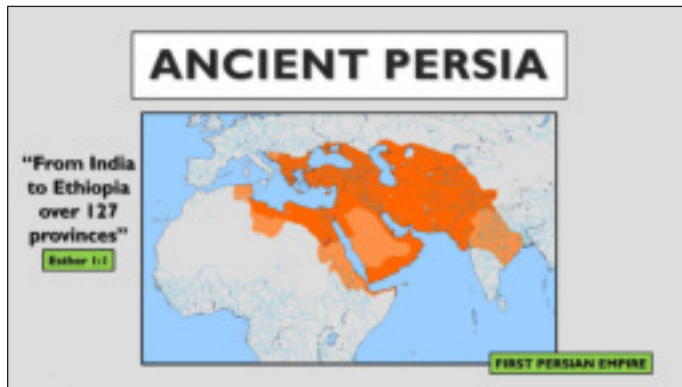 ANCIENT PERSIA
“From India
to Ethiopia
over 127
provinces”
Esther 1:1
FIRST PERSIAN EMPIRE